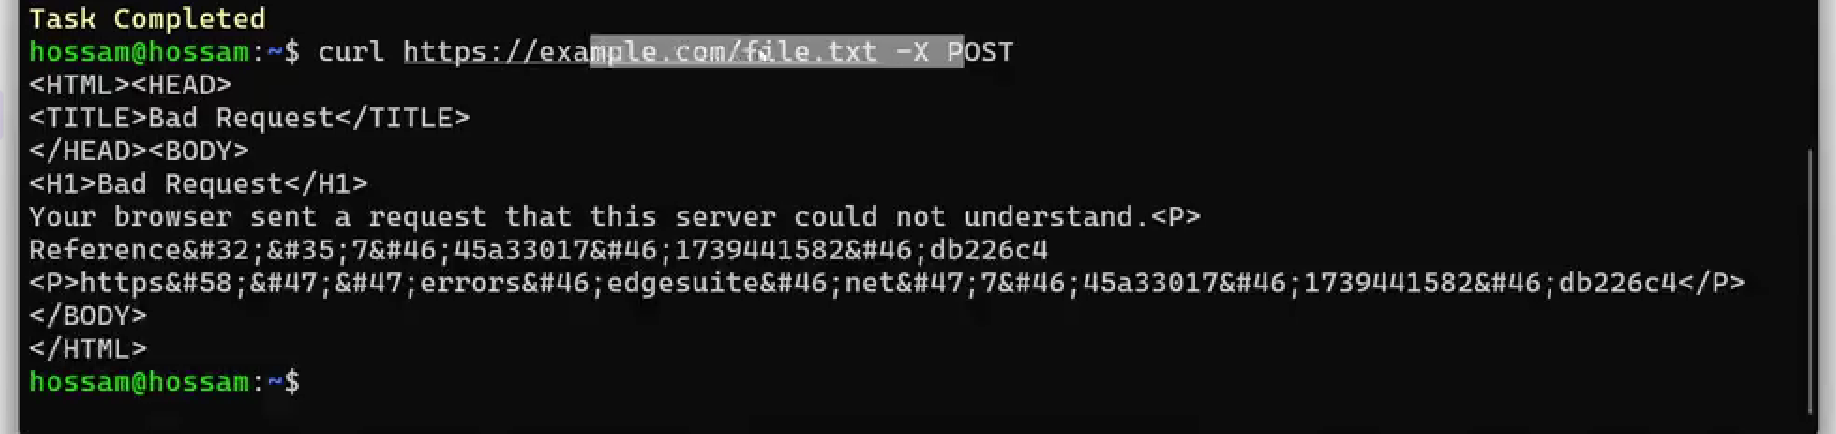 Task Completed
hossam@hossam:~$ curl https://example.com/file.txt -X POST
<HTML><HEAD>
<TITLE>Bad Request</TITLE>
</HEAD><BODY>
<H1>Bad Request</H1>
Your browser sent a request that this server could not understand.<P>
Reference&#32;&#35;7&#46;45a33017&#46;1739441582&#46;db226c4
<P>https&#58;&#47;&#47;errors&#46;edgesuite&#46;net&#47;7&#46;45a33017&#46;1739441582&#46;db226c4</P>
</BODY>
</HTML>
hossam@hossam:~$